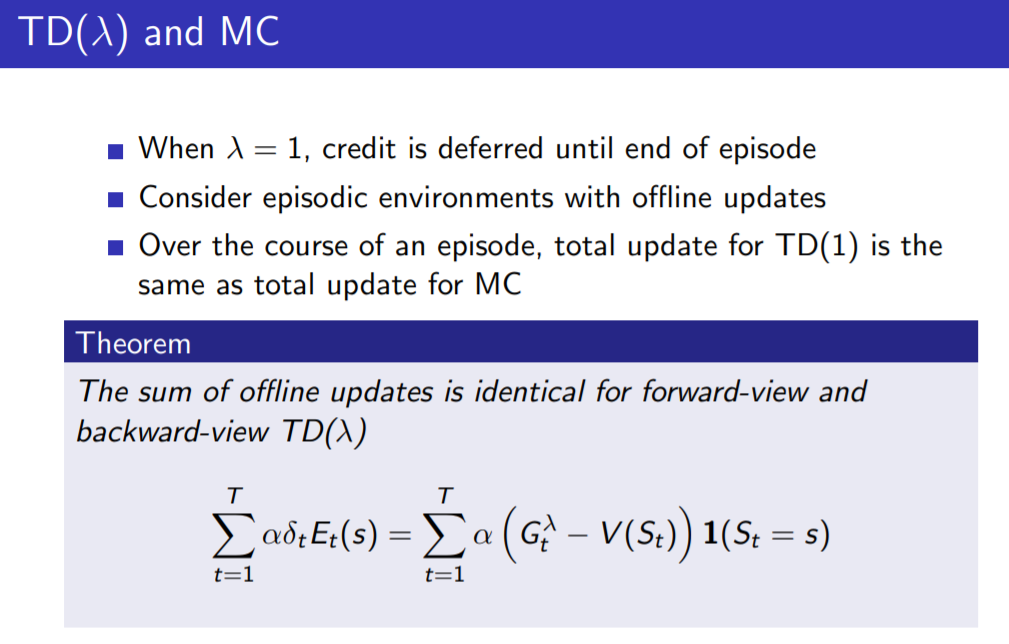 TD(λ) and MC
When λ = 1, credit is deferred until end of episode
Consider episodic environments with offline updates
Over the course of an episode, total update for TD(1) is the
same as total update for MC
Theorem
The sum of offline updates is identical for forward-view and
backward-view TD(λ)
$\sum_{t=1}^{T} \alpha \delta_t E_t(s) = \sum_{t=1}^{T} \alpha \left( G_t^{\lambda} - V(S_t) \right) \mathbf{1}(S_t = s)$